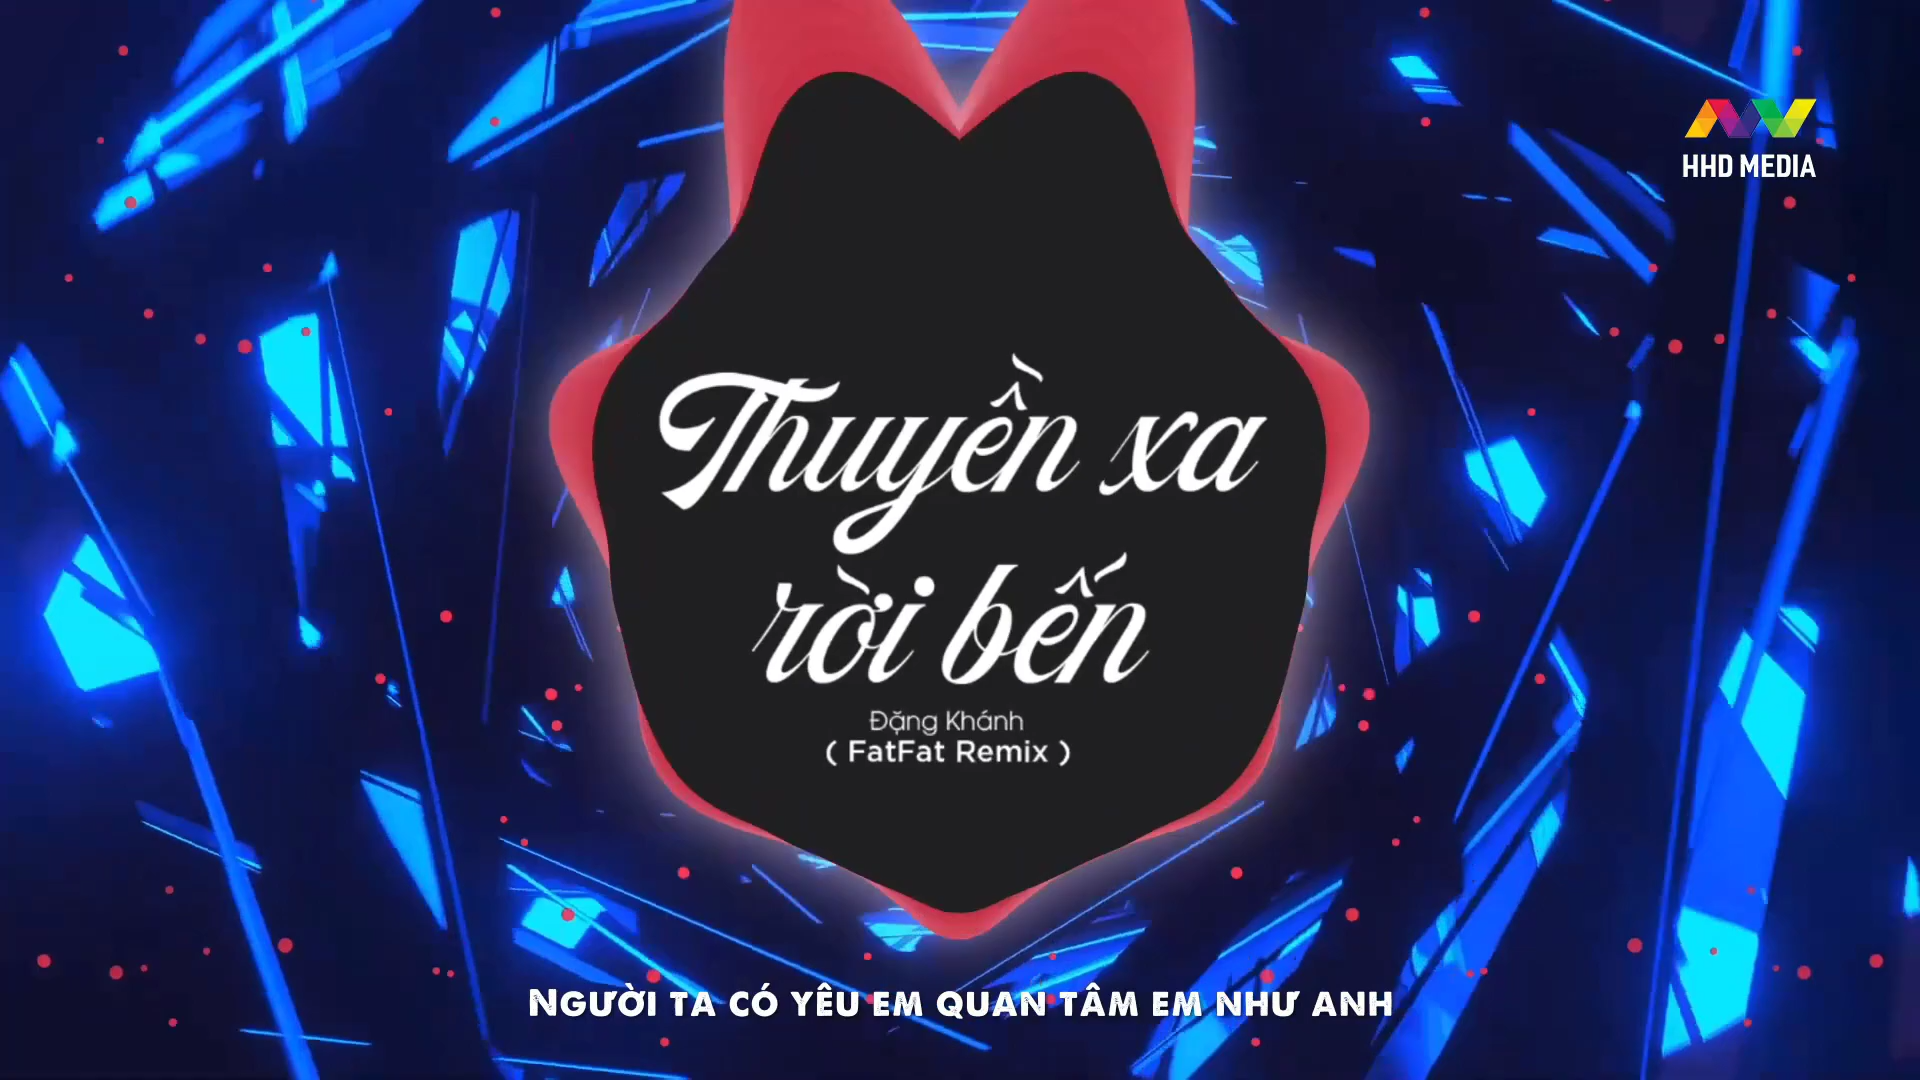 HHD MEDIA
Thuyền xa
rời bến
Đặng Khánh
( FatFat Remix )
NGƯỜI TA CÓ YÊU EM QUAN TÂM EM NHƯ ANH